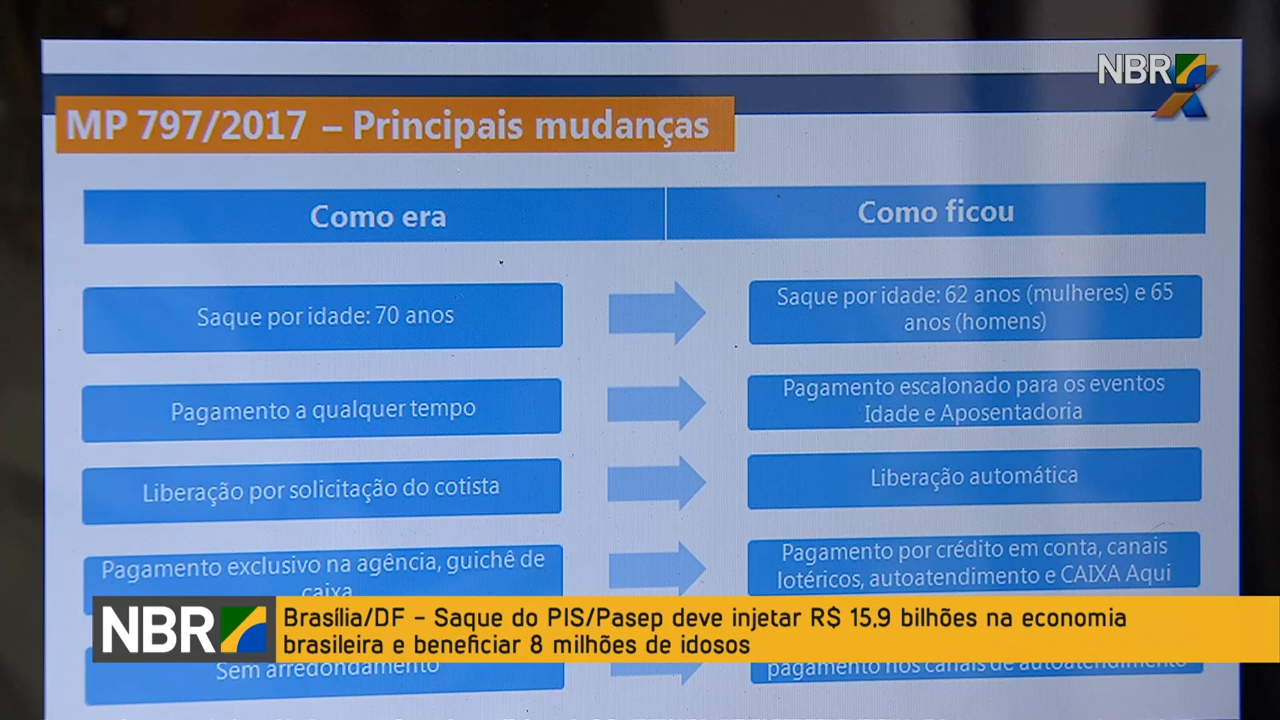 NBR
MP 797/2017 – Principais mudanças
Como era
Como ficou
Saque por idade: 70 anos
Saque por idade: 62 anos (mulheres) e 65
anos (homens)
Pagamento a qualquer tempo
Pagamento escalonado para os eventos
Idade e Aposentadoria
Liberação por solicitação do cotista
Liberação automática
Pagamento exclusivo na agência, guichê de
caixa
Pagamento por crédito em conta, canais
lotéricos, autoatendimento e CAIXA Aqui
Sem arredondamento
pagamento nos canais de autoatendimento
NBR
Brasília/DF – Saque do PIS/Pasep deve injetar R$ 15,9 bilhões na economia
brasileira e beneficiar 8 milhões de idosos